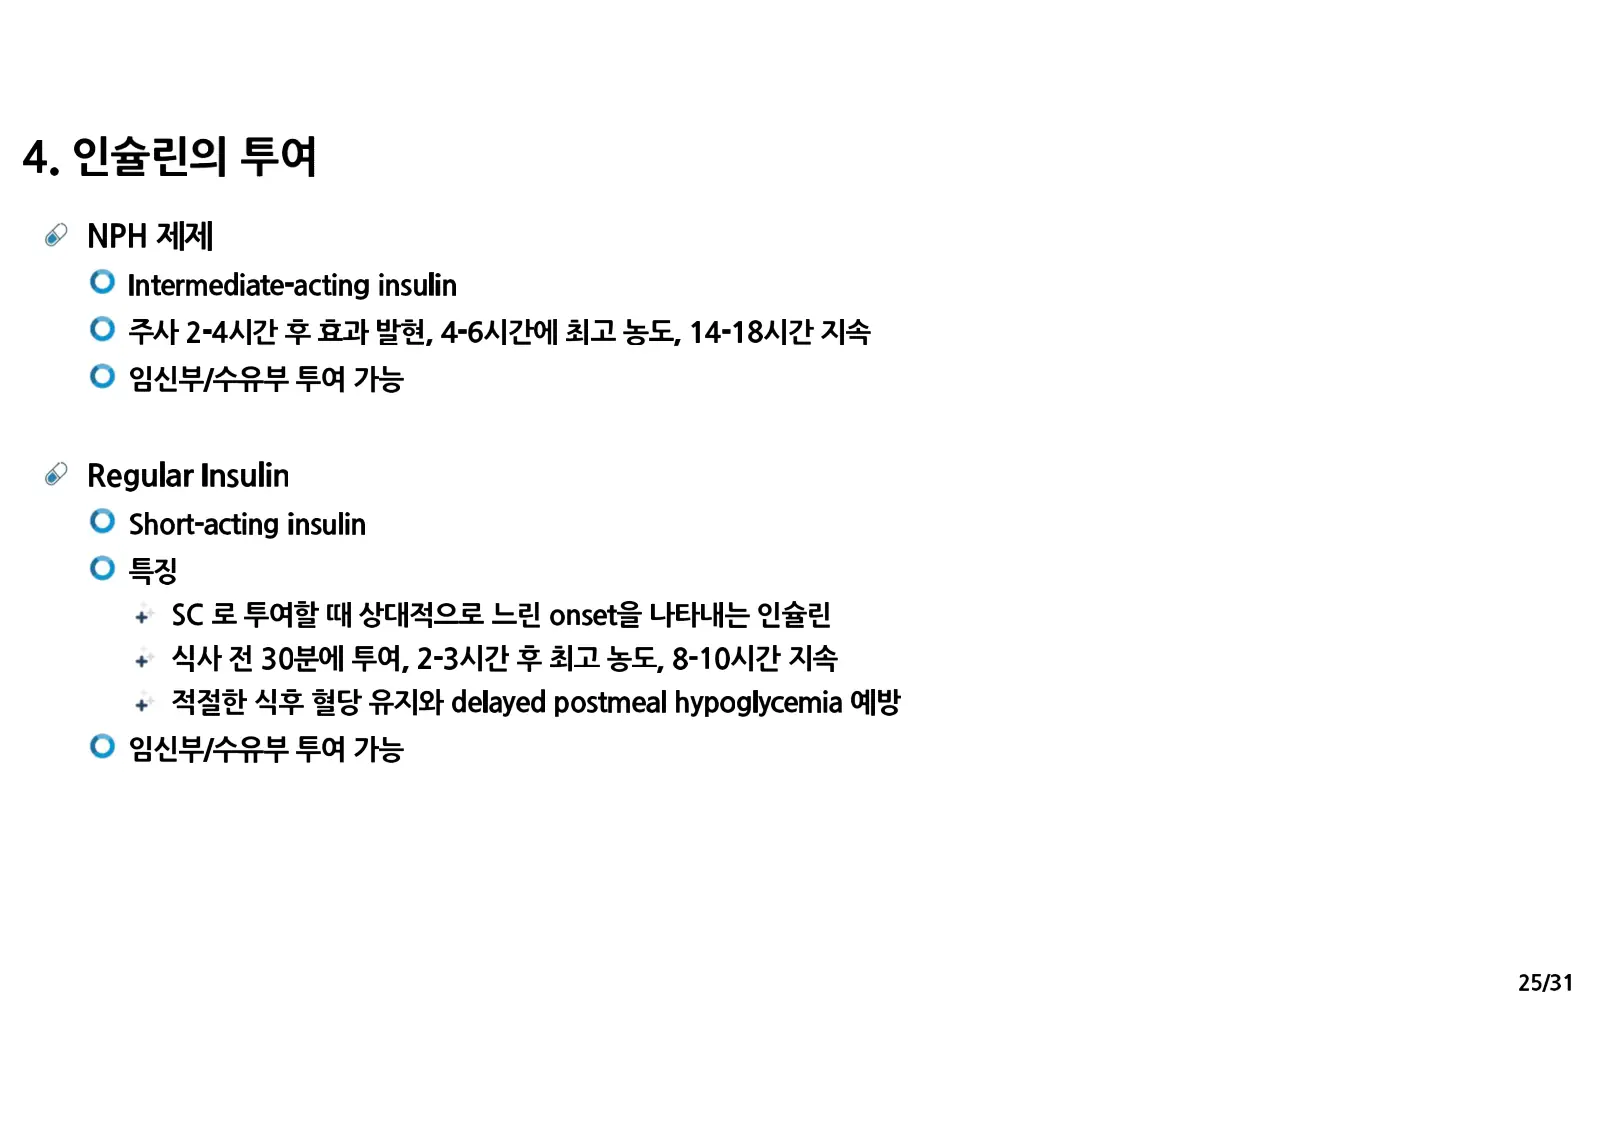 4. 인슐린의 투여
NPH 제제
Intermediate-acting insulin
주사 2-4시간 후 효과 발현, 4-6시간에 최고 농도, 14-18시간 지속
임신부/수유부 투여 가능
Regular Insulin
Short-acting insulin
특징
SC 로 투여할 때 상대적으로 느린 onset을 나타내는 인슐린
식사 전 30분에 투여, 2-3시간 후 최고 농도, 8-10시간 지속
적절한 식후 혈당 유지와 delayed postmeal hypoglycemia 예방
임신부/수유부 투여 가능
25/31